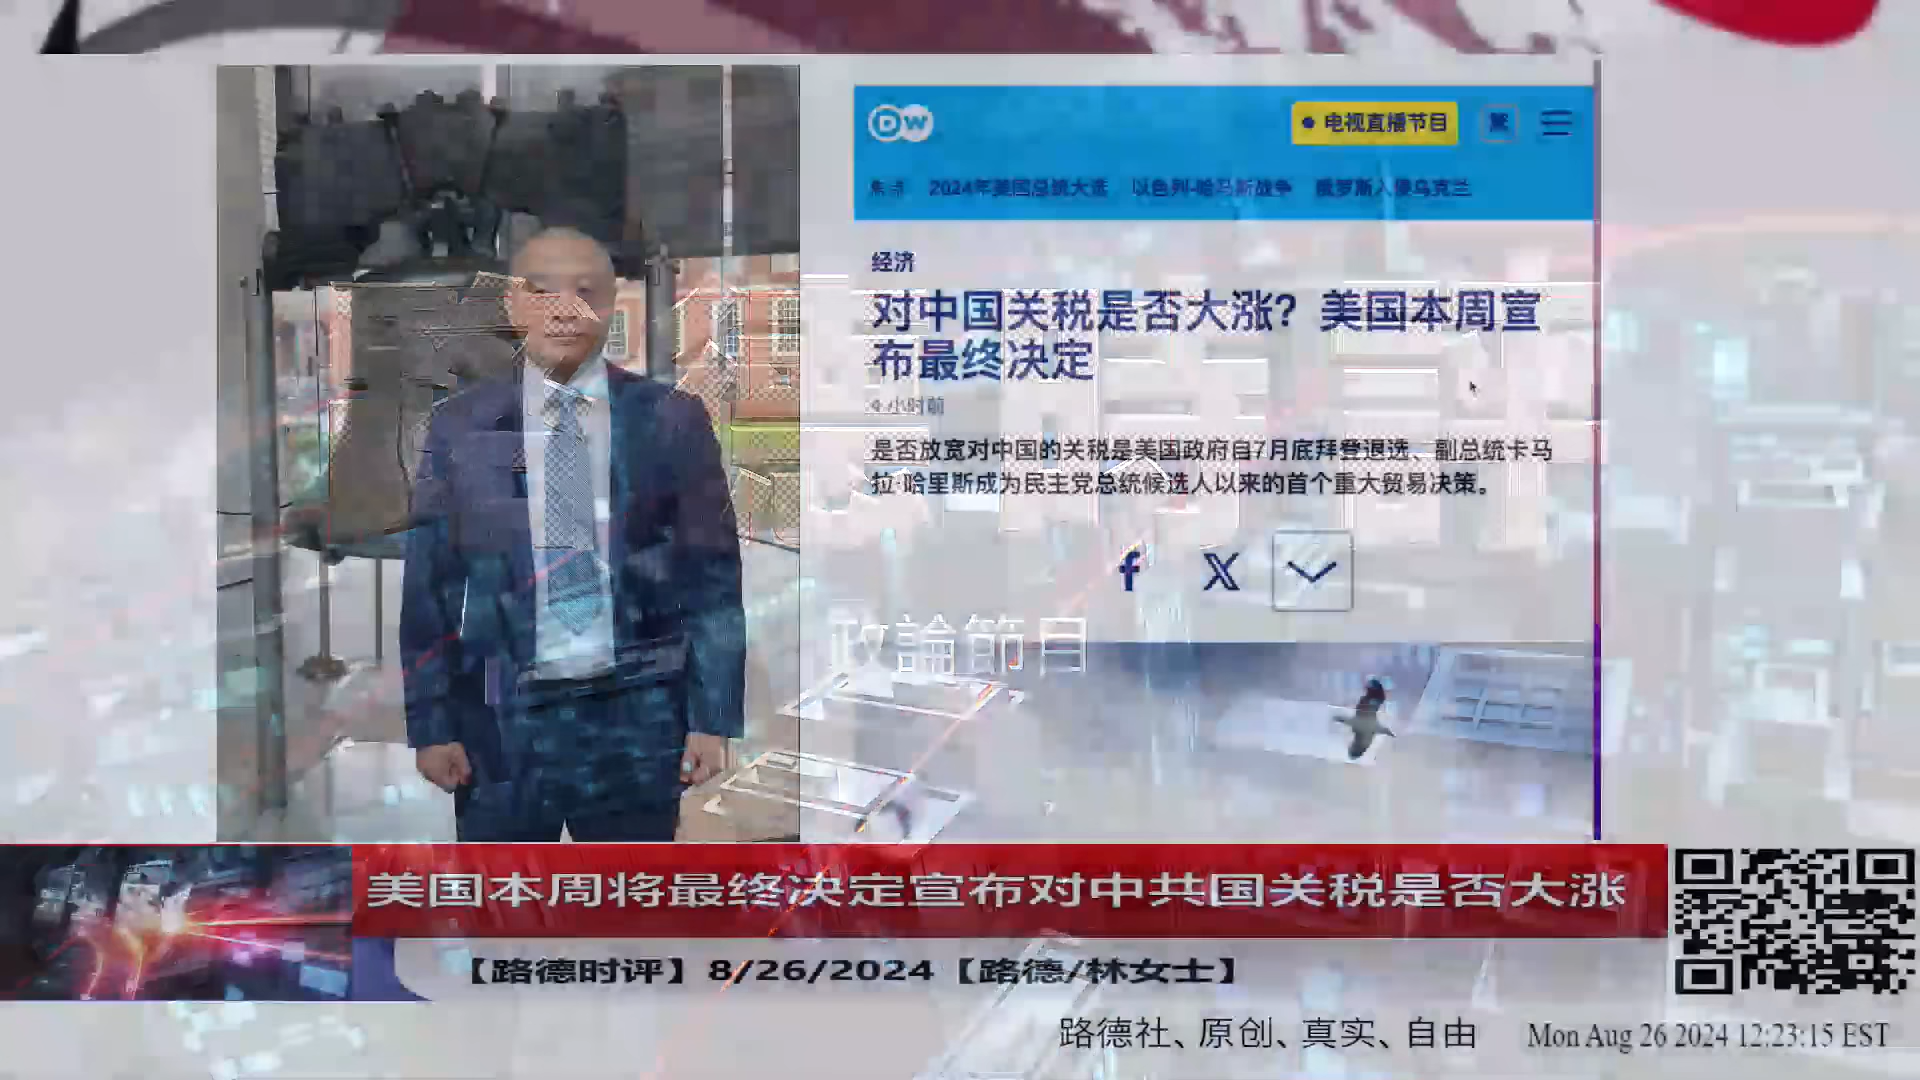 DW
电视直播节目
繁
焦点 2024年美国总统大选 以色列-哈马斯战争 俄罗斯入侵乌克兰
经济
对中国关税是否大涨？美国本周宣
布最终决定
4 小时前
是否放宽对中国的关税是美国政府自7月底拜登退选、副总统卡马
拉·哈里斯成为民主党总统候选人以来的首个重大贸易决策。
政論節目
美国本周将最终决定宣布对中共国关税是否大涨
【路德时评】8/26/2024【路德/林女士】
路德社、原创、真实、自由
Mon Aug 26 2024 12:23:15 EST